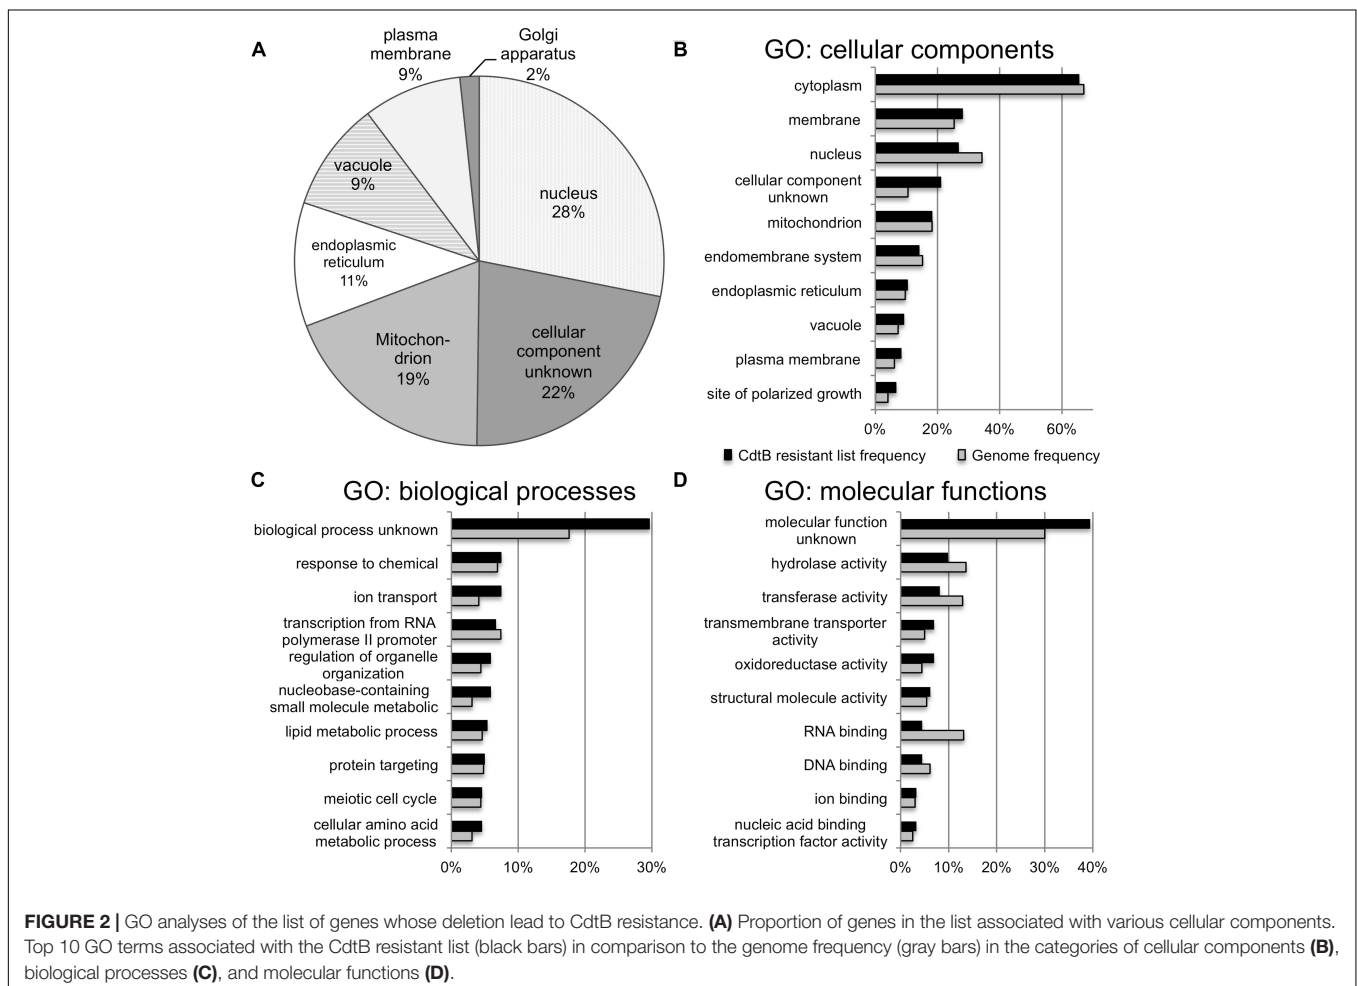 A
plasma
membrane
9%
Golgi
apparatus
2%
nucleus
28%
cellular
component
unknown
22%
Mitochon-
drion
19%
endoplasmic
reticulum
11%
vacuole
9%
B
GO: cellular components
cytoplasm
membrane
nucleus
cellular component
unknown
mitochondrion
endomembrane system
endoplasmic reticulum
vacuole
plasma membrane
site of polarized growth
0% 20% 40% 60%
CdtB resistant list frequency Genome frequency
C
GO: biological processes
biological process unknown
response to chemical
ion transport
transcription from RNA
polymerase II promoter
regulation of organelle
organization
nucleobase-containing
small molecule metabolic
lipid metabolic process
protein targeting
meiotic cell cycle
cellular amino acid
metabolic process
0% 10% 20% 30%
D
GO: molecular functions
molecular function
unknown
hydrolase activity
transferase activity
transmembrane transporter
activity
oxidoreductase activity
structural molecule activity
RNA binding
DNA binding
ion binding
nucleic acid binding
transcription factor activity
0% 10% 20% 30% 40%
FIGURE 2 | GO analyses of the list of genes whose deletion lead to CdtB resistance. (A) Proportion of genes in the list associated with various cellular components.
Top 10 GO terms associated with the CdtB resistant list (black bars) in comparison to the genome frequency (gray bars) in the categories of cellular components (B),
biological processes (C), and molecular functions (D).